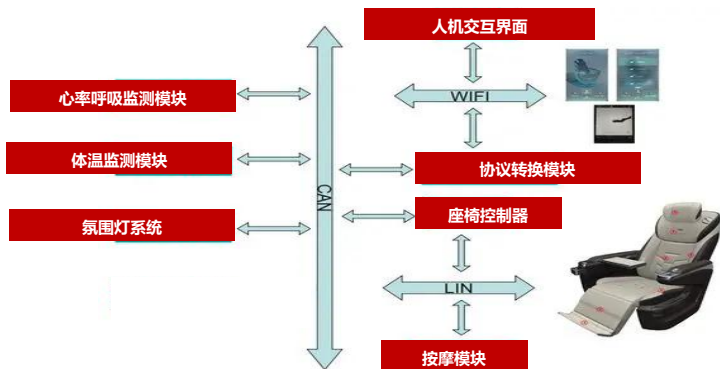 人机交互界面
心率呼吸监测模块
WIFI
体温监测模块
协议转换模块
CAN
氛围灯系统
座椅控制器
LIN
按摩模块